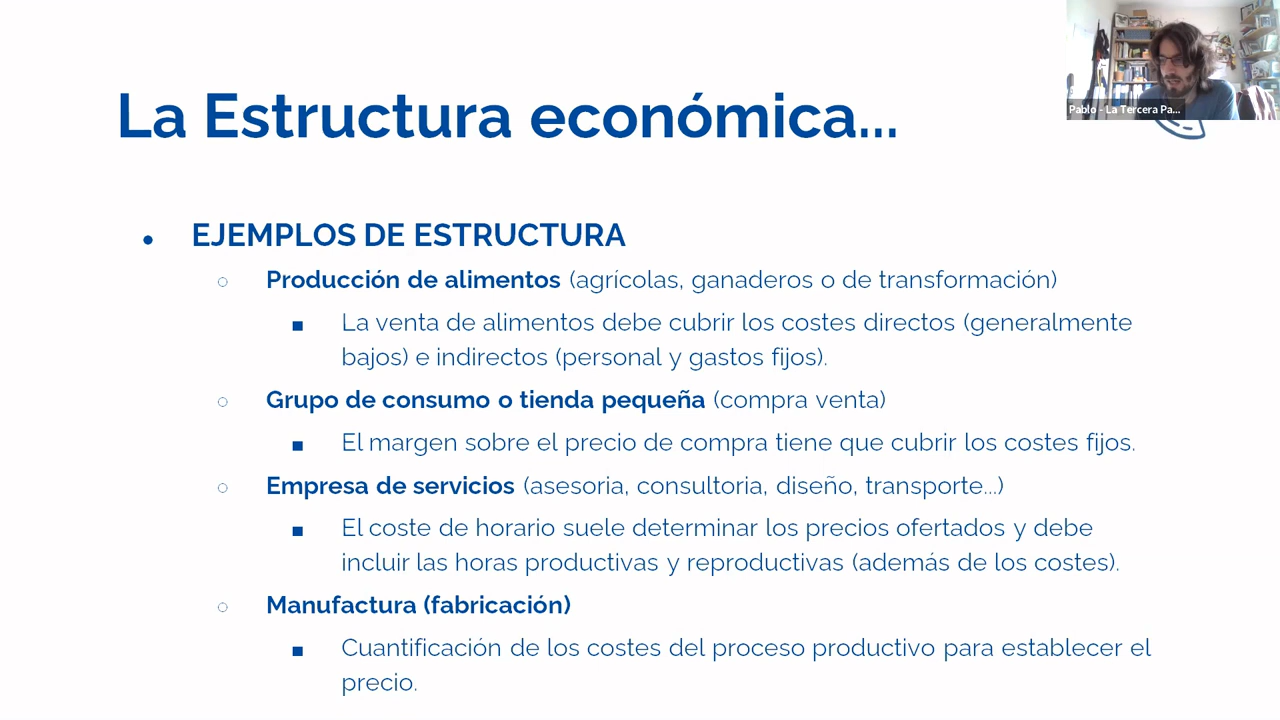 La Estructura económica...
Pablo - La Tercera Pa...
● EJEMPLOS DE ESTRUCTURA
○ Producción de alimentos (agrícolas, ganaderos o de transformación)
■ La venta de alimentos debe cubrir los costes directos (generalmente
bajos) e indirectos (personal y gastos fijos).
○ Grupo de consumo o tienda pequeña (compra venta)
■ El margen sobre el precio de compra tiene que cubrir los costes fijos.
○ Empresa de servicios (asesoria, consultoria, diseño, transporte...)
■ El coste de horario suele determinar los precios ofertados y debe
incluir las horas productivas y reproductivas (además de los costes).
○ Manufactura (fabricación)
■ Cuantificación de los costes del proceso productivo para establecer el
precio.